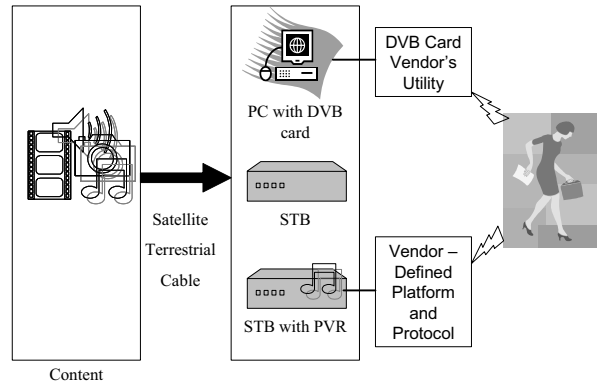 PC with DVB
card
DVB Card
Vendor's
Utility
Satellite
Terrestrial
Cable
STB
STB with PVR
Vendor –
Defined
Platform
and
Protocol
Content